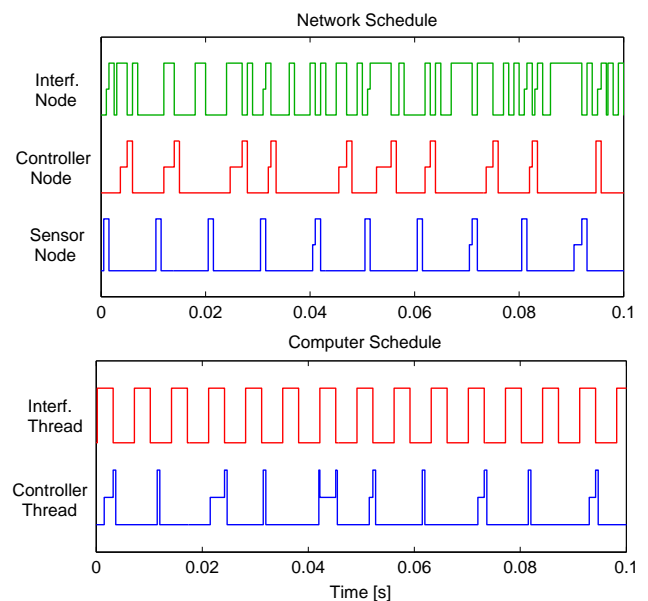 Network Schedule
Interf.
Node
Controller
Node
Sensor
Node
0 0.02 0.04 0.06 0.08 0.1
Computer Schedule
Interf.
Thread
Controller
Thread
0 0.02 0.04 0.06 0.08 0.1
Time [s]